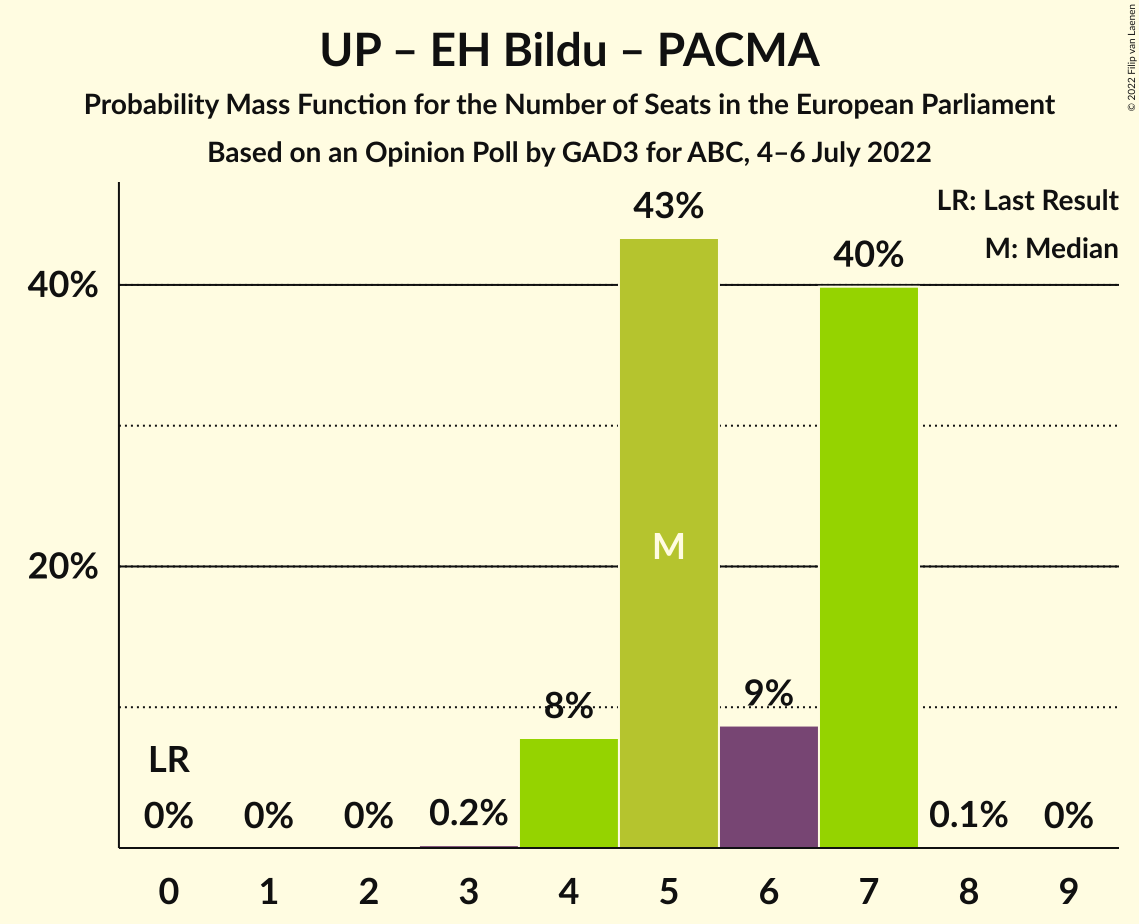 UP – EH Bildu – PACMA
Probability Mass Function for the Number of Seats in the European Parliament
Based on an Opinion Poll by GAD3 for ABC, 4–6 July 2022
© 2022 Filip van Laenen
LR: Last Result
M: Median
43%
40%
40%
M
20%
8%
9%
LR
0%
0%
0%
0.2%
0.1%
0%
0 1 2 3 4 5 6 7 8 9